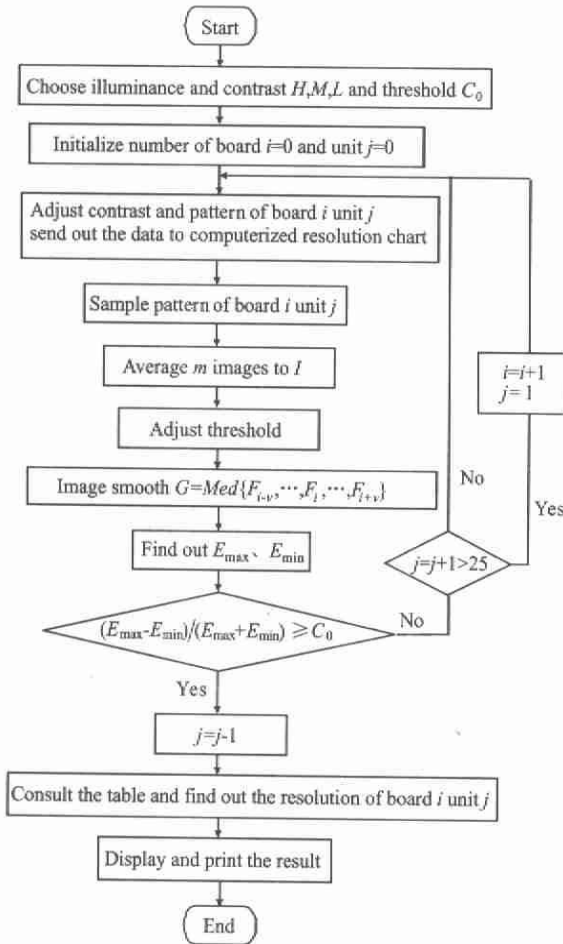 Start
Choose illuminance and contrast H,M,L and threshold C₀
Initialize number of board i=0 and unit j=0
Adjust contrast and pattern of board i unit j
send out the data to computerized resolution chart
Sample pattern of board i unit j
Average m images to I
i=i+1
j=1
Adjust threshold
No
Image smooth G=Med{Fᵢ₋ᵥ,⋯,Fᵢ,⋯,Fᵢ₊ᵥ}
Yes
Find out Eₘₐₓ、Eₘᵢₙ
j=j+1>25
(Eₘₐₓ-Eₘᵢₙ)/(Eₘₐₓ+Eₘᵢₙ) ≥C₀
No
Yes
j=j-1
Consult the table and find out the resolution of board i unit j
Display and print the result
End